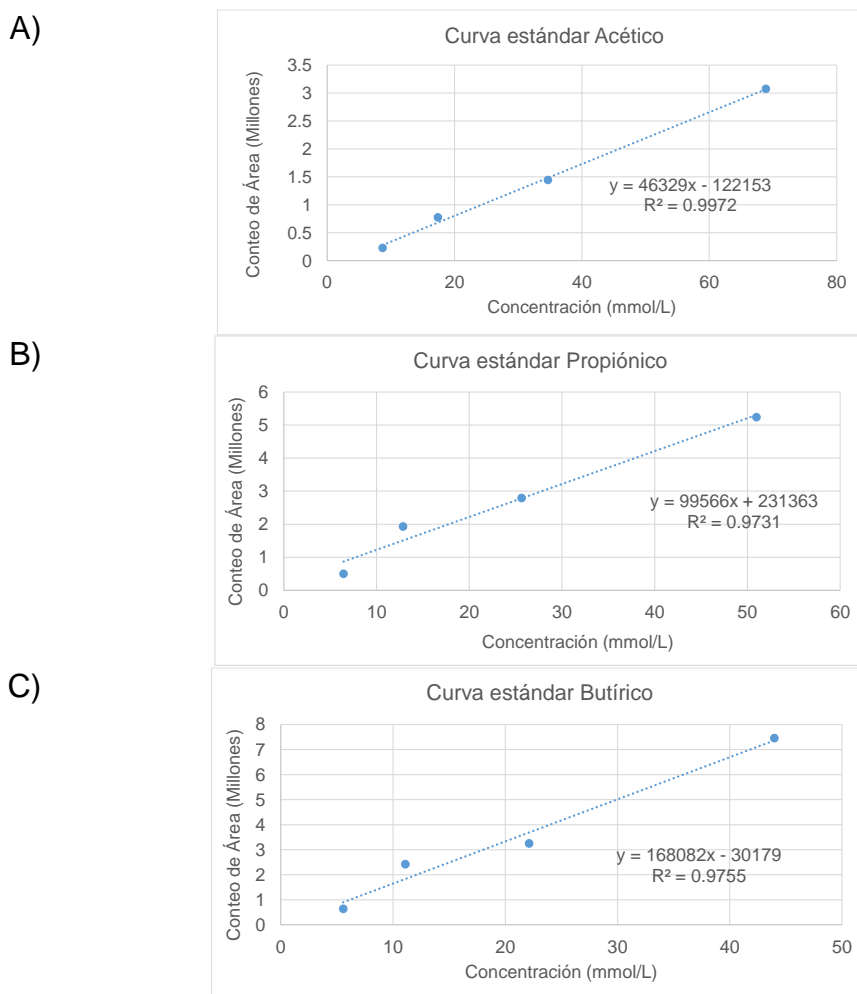 A)
Curva estándar Acético
Conteo de Área (Millones)
3.5
3
2.5
2
1.5
1
0.5
0
y = 46329x - 122153
R² = 0.9972
0 20 40 60 80
Concentración (mmol/L)
B)
Curva estándar Propiónico
Conteo de Área (Millones)
6
5
4
3
2
1
0
y = 99566x + 231363
R² = 0.9731
0 10 20 30 40 50 60
Concentración (mmol/L)
C)
Curva estándar Butírico
Conteo de Área (Millones)
8
7
6
5
4
3
2
1
0
y = 168082x - 30179
R² = 0.9755
0 10 20 30 40 50
Concentración (mmol/L)